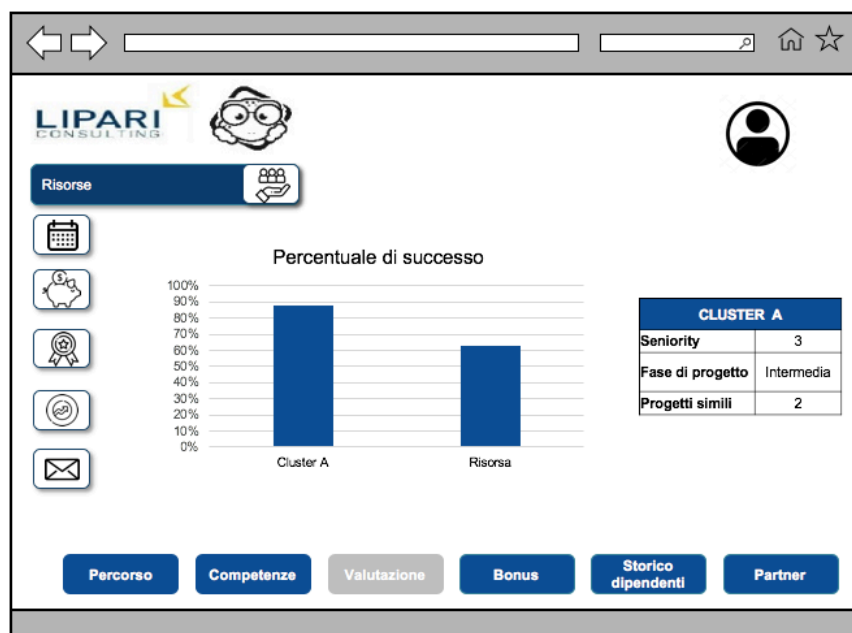 LIPARI
CONSULTING
Risorse
Percentuale di successo
100%
90%
80%
70%
60%
50%
40%
30%
20%
10%
0%
Cluster A
Risorsa
CLUSTER A
Seniority 3
Fase di progetto Intermedia
Progetti simili 2
Percorso
Competenze
Valutazione
Bonus
Storico
dipendenti
Partner